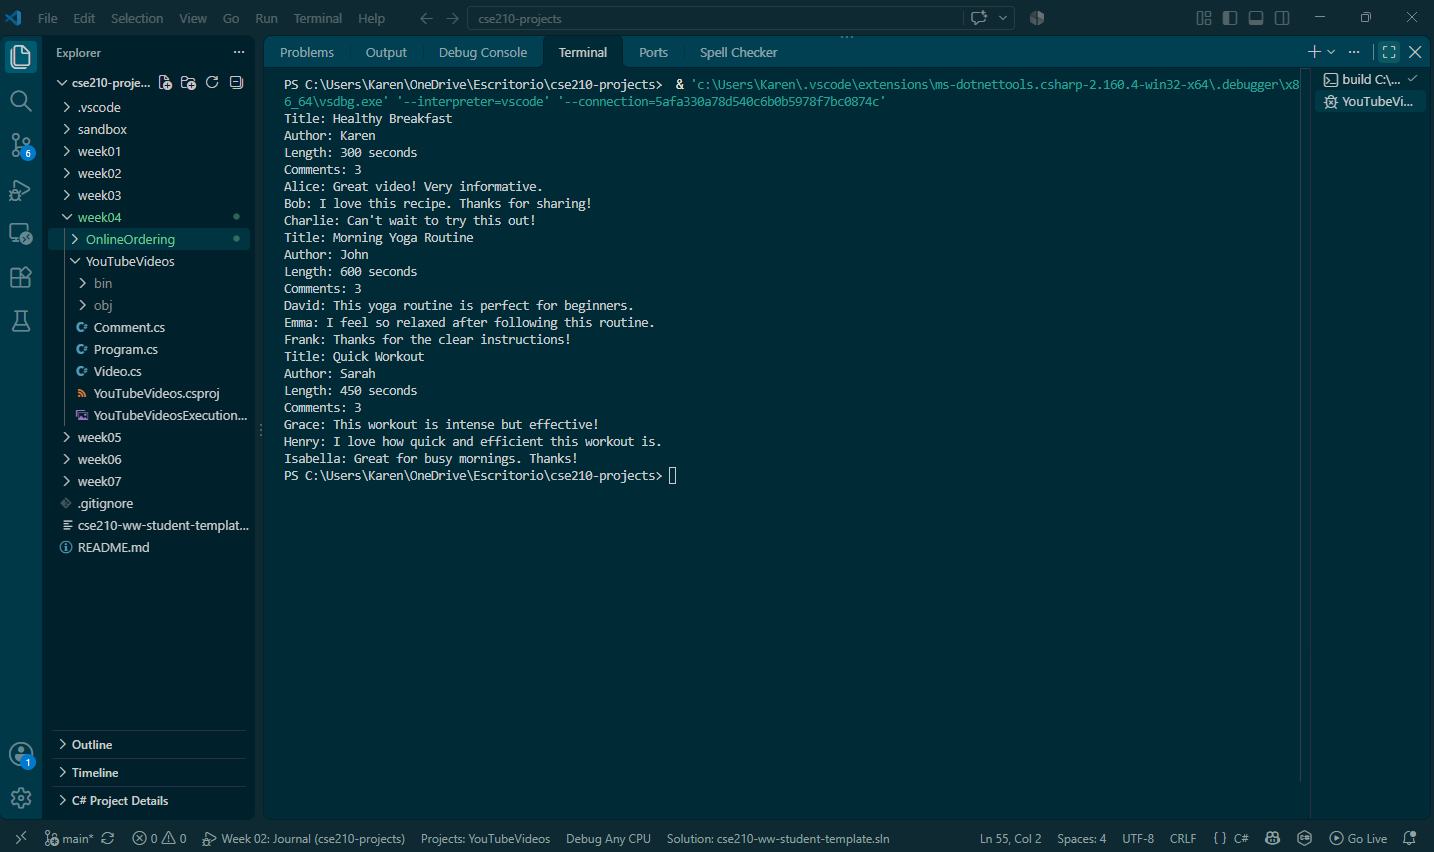 File Edit Selection View Go Run Terminal Help
cse210-projects
Explorer
cse210-proje...
.vscode
sandbox
week01
week02
week03
week04
OnlineOrdering
YouTubeVideos
bin
obj
Comment.cs
Program.cs
Video.cs
YouTubeVideos.csproj
YouTubeVideosExecution...
week05
week06
week07
.gitignore
cse210-ww-student-templat...
README.md
Outline
Timeline
C# Project Details
6
1
Problems Output Debug Console Terminal Ports Spell Checker
PS C:\Users\Karen\OneDrive\Escritorio\cse210-projects>  & 'c:\Users\Karen\.vscode\extensions\ms-dotnettools.csharp-2.160.4-win32-x64\.debugger\x8
6_64\vsdbg.exe' '--interpreter=vscode' '--connection=5afa330a78d540c6b0b5978f7bc0874c'
Title: Healthy Breakfast
Author: Karen
Length: 300 seconds
Comments: 3
Alice: Great video! Very informative.
Bob: I love this recipe. Thanks for sharing!
Charlie: Can't wait to try this out!
Title: Morning Yoga Routine
Author: John
Length: 600 seconds
Comments: 3
David: This yoga routine is perfect for beginners.
Emma: I feel so relaxed after following this routine.
Frank: Thanks for the clear instructions!
Title: Quick Workout
Author: Sarah
Length: 450 seconds
Comments: 3
Grace: This workout is intense but effective!
Henry: I love how quick and efficient this workout is.
Isabella: Great for busy mornings. Thanks!
PS C:\Users\Karen\OneDrive\Escritorio\cse210-projects>
build C:\...
YouTubeVi...
main* 0 0 Week 02: Journal (cse210-projects) Projects: YouTubeVideos Debug Any CPU Solution: cse210-ww-student-template.sln Ln 55, Col 2 Spaces: 4 UTF-8 CRLF { } C# Go Live